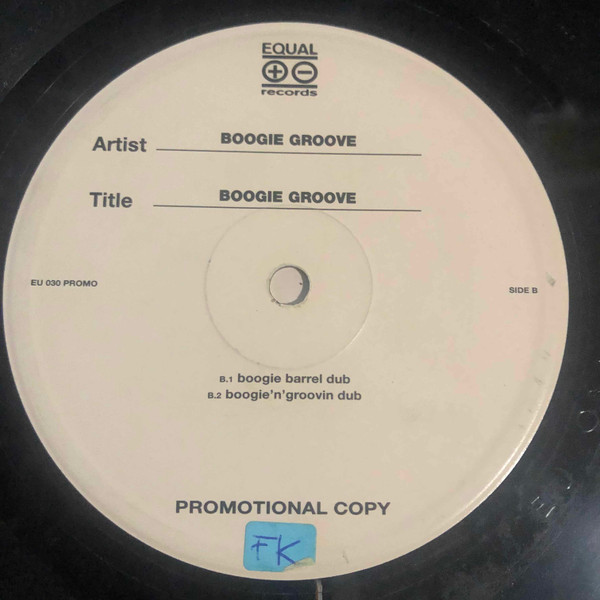 EQUAL
records
Artist BOOGIE GROOVE
Title BOOGIE GROOVE
EU 030 PROMO
SIDE B
B.1 boogie barrel dub
B.2 boogie'n'groovin dub
PROMOTIONAL COPY
FK